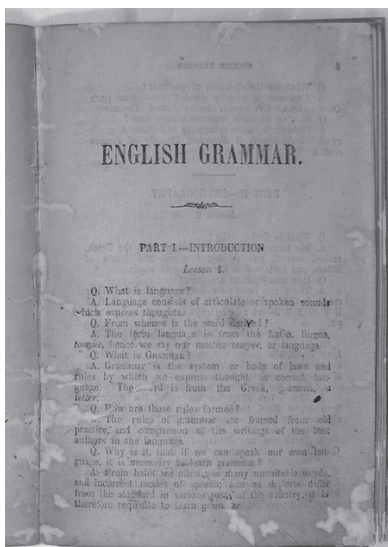 ENGLISH GRAMMAR.
PART I.—INTRODUCTION
Lesson 1.
Q. What is language?
A. Language consists of articulate or spoken sounds
which express thoughts.
Q. From whence is the word derived?
A. The term language is from the Latin, lingua,
tongue, hence we say our mother tongue, or language.
Q. What is GRAMMAR?
A. Grammar is the system or body of laws and
rules by which we express thought in correct lan-
guage. The word is from the Greek, gramma, a
letter.
Q. How are these rules formed?
A. The rules of grammar are framed from old
practice, and comparison of the writings of the best
authors in the language.
Q. Why is it, that if we can speak our own lan-
guage, it is necessary to learn grammar?
A. From habit we often use many unsuitable words,
and incorrect modes of speech, and as dialects differ
from the standard in various parts of the country, it is
therefore requisite to learn grammar